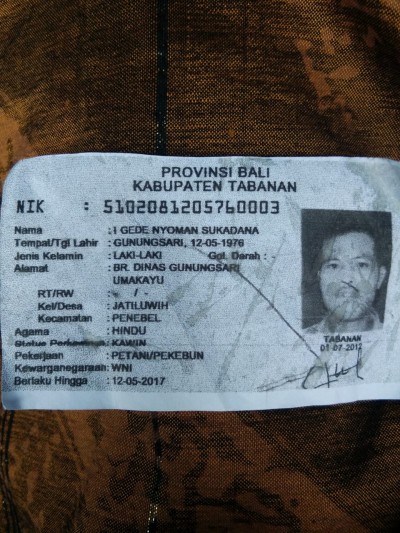 PROVINSI BALI
KABUPATEN TABANAN
NIK : 5102081205760003
Nama : I GEDE NYOMAN SUKADANA
Tempat/Tgl Lahir : GUNUNGSARI, 12-05-1976
Jenis Kelamin : LAKI-LAKI Gol. Darah : -
Alamat : BR. DINAS GUNUNGSARI
UMAKAYU
RT/RW : - / -
Kel/Desa : JATILUWIH
Kecamatan : PENEBEL
Agama : HINDU
Status Perkawinan: KAWIN
Pekerjaan : PETANI/PEKEBUN
Kewarganegaraan: WNI
Berlaku Hingga : 12-05-2017
TABANAN
01-07-2012